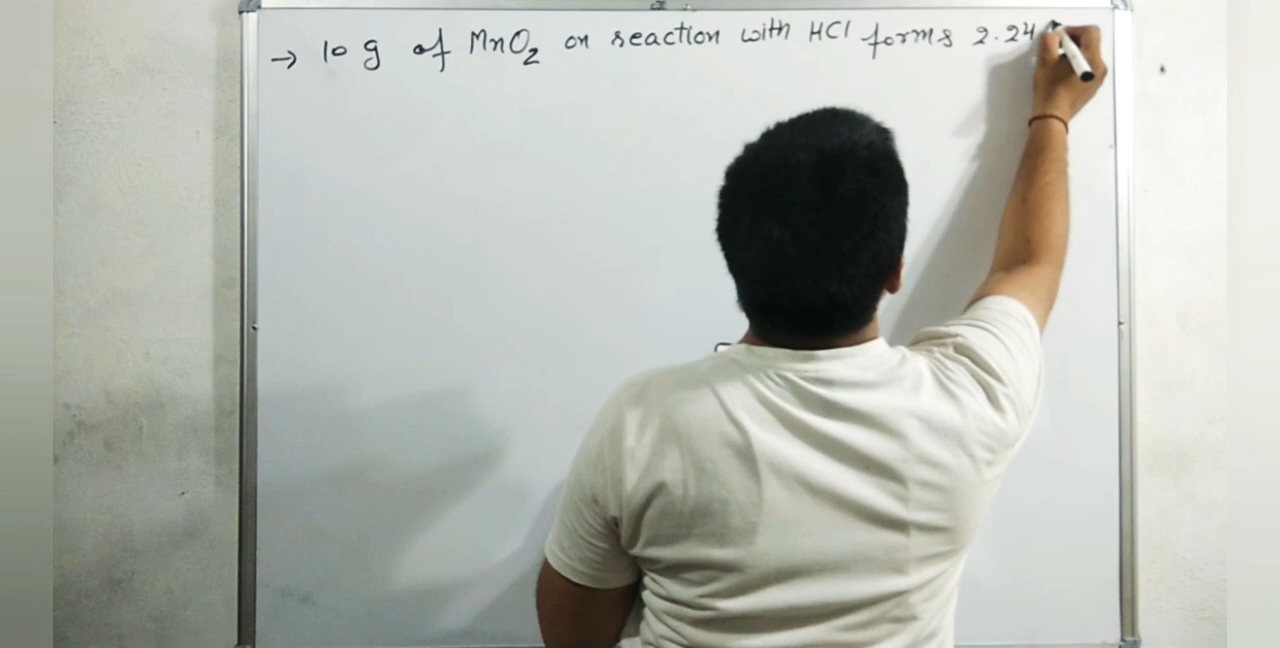 → 10 g of MnO₂ on reaction with HCl forms 2.24